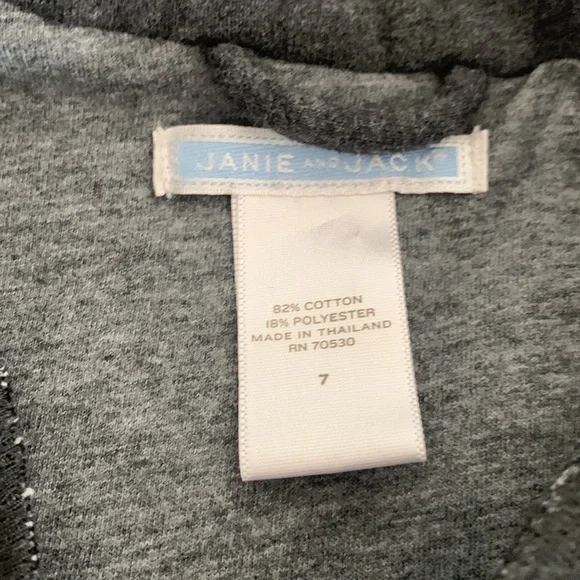 JANIE AND JACK®
82% COTTON
18% POLYESTER
MADE IN THAILAND
RN 70530
7